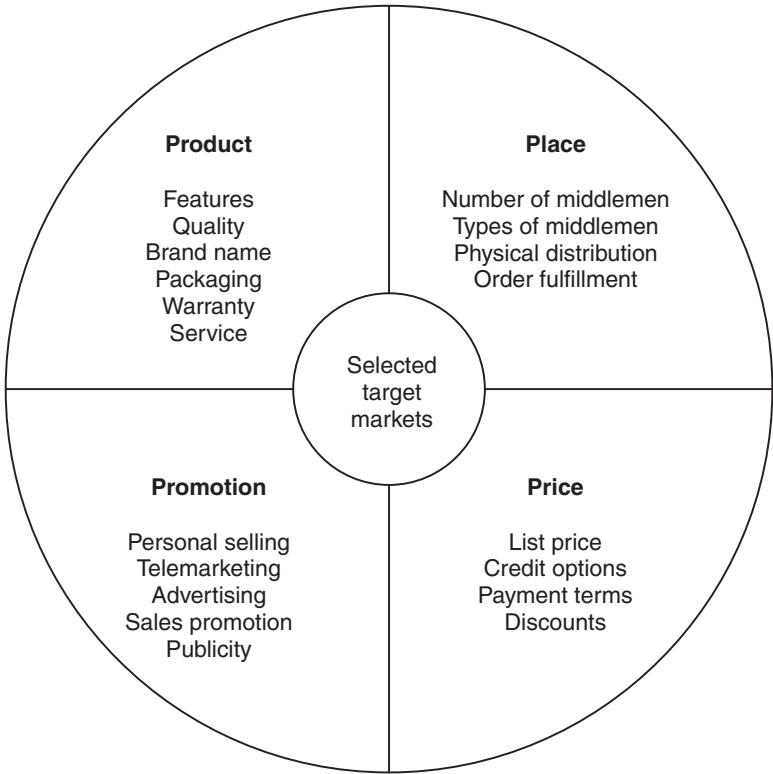 Product
Features
Quality
Brand name
Packaging
Warranty
Service
Place
Number of middlemen
Types of middlemen
Physical distribution
Order fulfillment
Selected
target
markets
Promotion
Personal selling
Telemarketing
Advertising
Sales promotion
Publicity
Price
List price
Credit options
Payment terms
Discounts